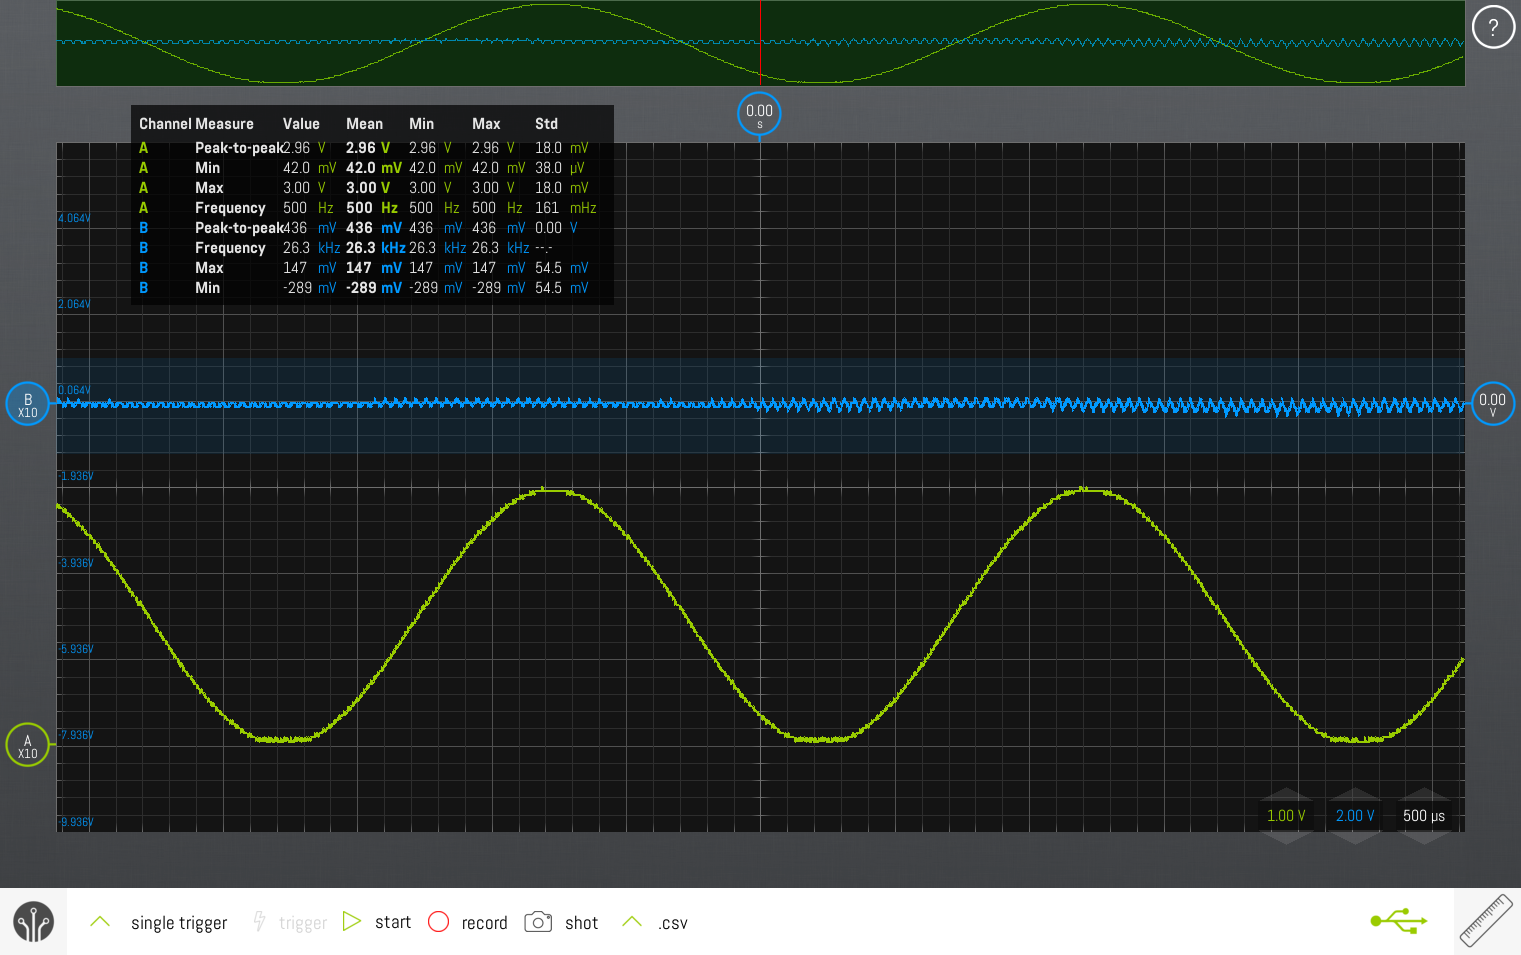 ?
0.00
s
Channel Measure Value Mean Min Max Std
A Peak-to-peak 2.96 V 2.96 V 2.96 V 2.96 V 18.0 mV
A Min 42.0 mV 42.0 mV 42.0 mV 42.0 mV 38.0 µV
A Max 3.00 V 3.00 V 3.00 V 3.00 V 18.0 mV
A Frequency 500 Hz 500 Hz 500 Hz 500 Hz 161 mHz
B Peak-to-peak 436 mV 436 mV 436 mV 436 mV 0.00 V
B Frequency 26.3 kHz 26.3 kHz 26.3 kHz 26.3 kHz --.-
B Max 147 mV 147 mV 147 mV 147 mV 54.5 mV
B Min -289 mV -289 mV -289 mV -289 mV 54.5 mV
4.064V
2.064V
0.064V
B
X10
0.00
V
-1.936V
-3.936V
-5.936V
-7.936V
A
X10
-9.936V
1.00 V 2.00 V 500 µs
single trigger trigger start record shot .csv